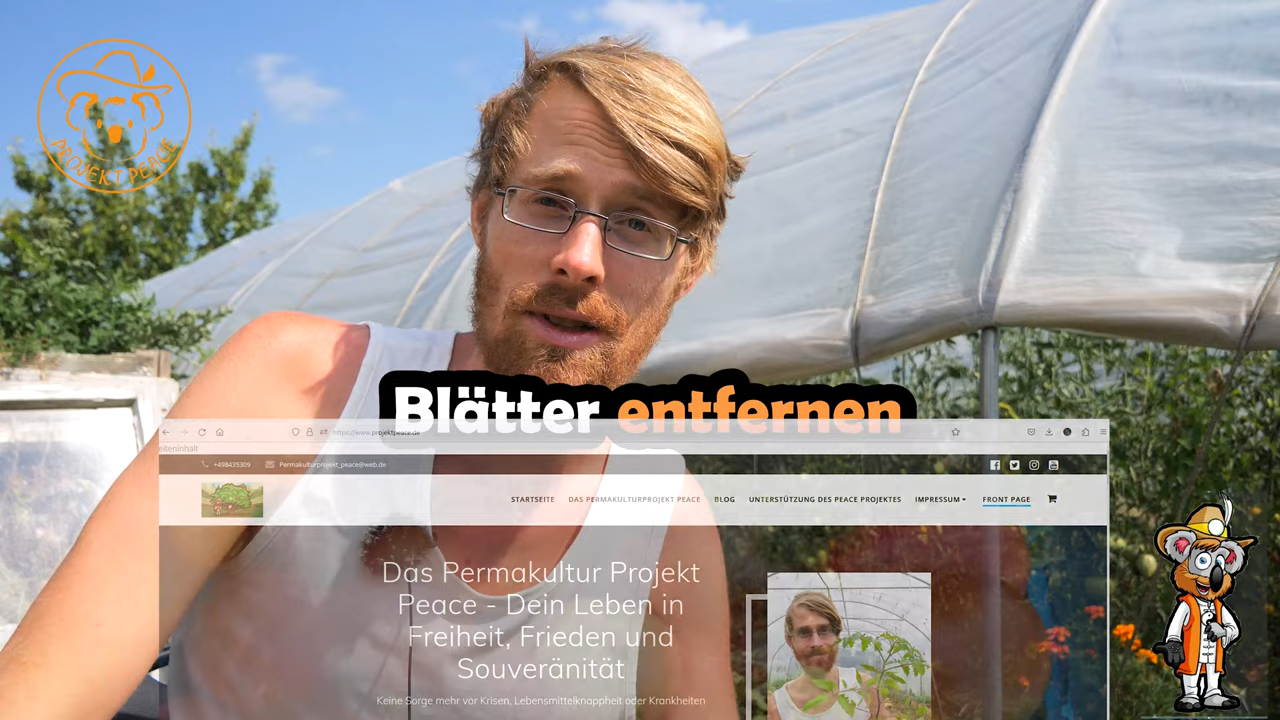 PROJEKT PEACE
Blätter entfernen
https://www.projektpeace.de
eiteninhalt
+498435309 Permakulturprojekt_peace@web.de
STARTSEITE DAS PERMAKULTURPROJEKT PEACE BLOG UNTERSTÜTZUNG DES PEACE PROJEKTES IMPRESSUM FRONT PAGE
Das Permakultur Projekt
Peace - Dein Leben in
Freiheit, Frieden und
Souveränität
Keine Sorge mehr vor Krisen, Lebensmittelknappheit oder Krankheiten